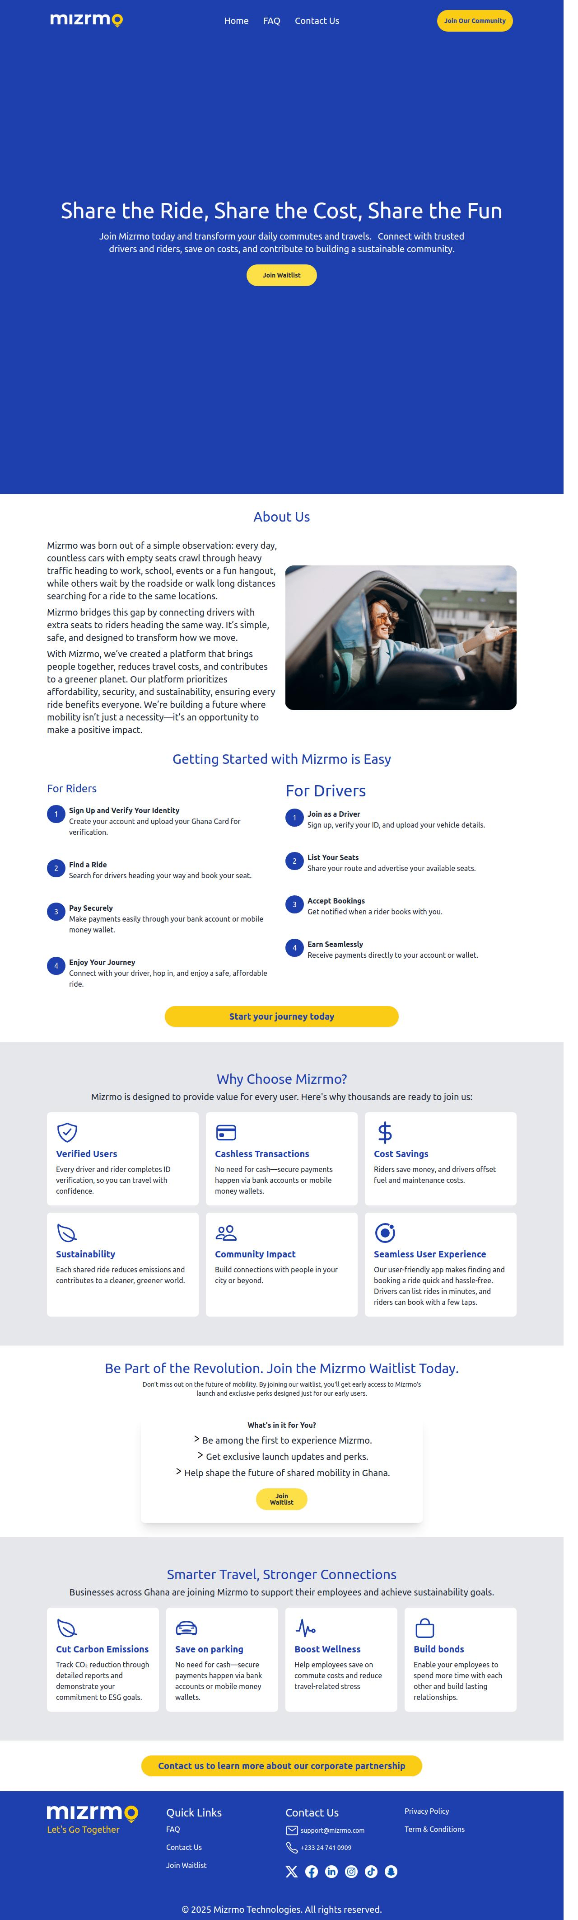 mizrmo
Home FAQ Contact Us
Join Our Community
Share the Ride, Share the Cost, Share the Fun
Join Mizrmo today and transform your daily commutes and travels. Connect with trusted
drivers and riders, save on costs, and contribute to building a sustainable community.
Join Waitlist
About Us
Mizrmo was born out of a simple observation: every day,
countless cars with empty seats crawl through heavy
traffic heading to work, school, events or a fun hangout,
while others wait by the roadside or walk long distances
searching for a ride to the same locations.
Mizrmo bridges this gap by connecting drivers with
extra seats to riders heading the same way. It's simple,
safe, and designed to transform how we move.
With Mizrmo, we've created a platform that brings
people together, reduces travel costs, and contributes
to a greener planet. Our platform prioritizes
affordability, security, and sustainability, ensuring every
ride benefits everyone. We're building a future where
mobility isn't just a necessity—it's an opportunity to
make a positive impact.
Getting Started with Mizrmo is Easy
For Riders
1 Sign Up and Verify Your Identity
Create your account and upload your Ghana Card for
verification.
2 Find a Ride
Search for drivers heading your way and book your seat.
3 Pay Securely
Make payments easily through your bank account or mobile
money wallet.
4 Enjoy Your Journey
Connect with your driver, hop in, and enjoy a safe, affordable
ride.
For Drivers
1 Join as a Driver
Sign up, verify your ID, and upload your vehicle details.
2 List Your Seats
Share your route and advertise your available seats.
3 Accept Bookings
Get notified when a rider books with you.
4 Earn Seamlessly
Receive payments directly to your account or wallet.
Start your journey today
Why Choose Mizrmo?
Mizrmo is designed to provide value for every user. Here's why thousands are ready to join us:
Verified Users
Every driver and rider completes ID
verification, so you can travel with
confidence.
Cashless Transactions
No need for cash—secure payments
happen via bank accounts or mobile
money wallets.
Cost Savings
Riders save money, and drivers offset
fuel and maintenance costs.
Sustainability
Each shared ride reduces emissions and
contributes to a cleaner, greener world.
Community Impact
Build connections with people in your
city or beyond.
Seamless User Experience
Our user-friendly app makes finding and
booking a ride quick and hassle-free.
Drivers can list rides in minutes, and
riders can book with a few taps.
Be Part of the Revolution. Join the Mizrmo Waitlist Today.
Don't miss out on the future of mobility. By joining our waitlist, you'll get early access to Mizrmo's
launch and exclusive perks designed just for our early users.
What's in it for You?
> Be among the first to experience Mizrmo.
> Get exclusive launch updates and perks.
> Help shape the future of shared mobility in Ghana.
Join
Waitlist
Smarter Travel, Stronger Connections
Businesses across Ghana are joining Mizrmo to support their employees and achieve sustainability goals.
Cut Carbon Emissions
Track CO₂ reduction through
detailed reports and
demonstrate your
commitment to ESG goals.
Save on parking
No need for cash—secure
payments happen via bank
accounts or mobile money
wallets.
Boost Wellness
Help employees save on
commute costs and reduce
travel-related stress
Build bonds
Enable your employees to
spend more time with each
other and build lasting
relationships.
Contact us to learn more about our corporate partnership
mizrmo
Let's Go Together
Quick Links
FAQ
Contact Us
Join Waitlist
Contact Us
support@mizrmo.com
+233 24 741 0909
Privacy Policy
Term & Conditions
© 2025 Mizrmo Technologies. All rights reserved.